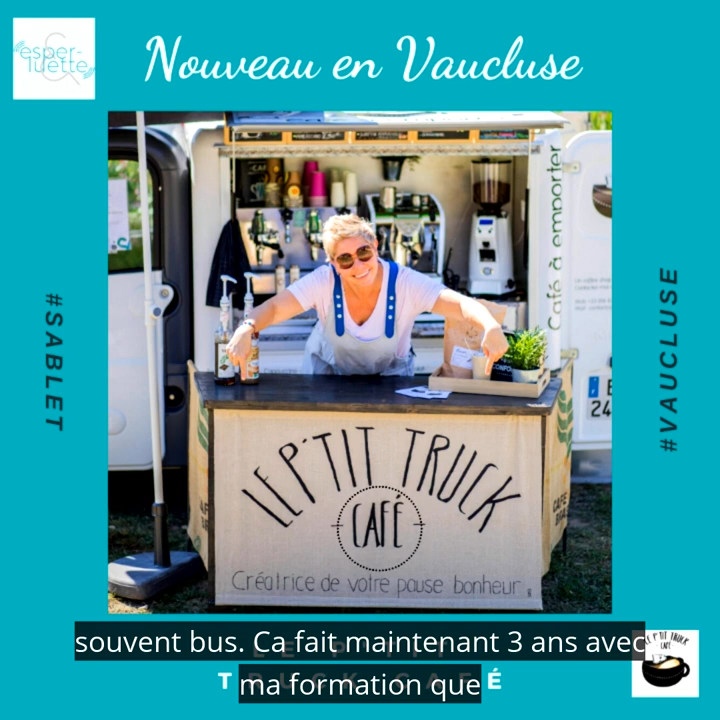 esper-
luette
&
Nouveau en Vaucluse
#SABLET
#VAUCLUSE
Café à emporter
LE P'TIT TRUCK
CAFÉ
Créatrice de votre pause bonheur
souvent bus. Ca fait maintenant 3 ans avec
ma formation que
LE P'TIT TRUCK
CAFÉ